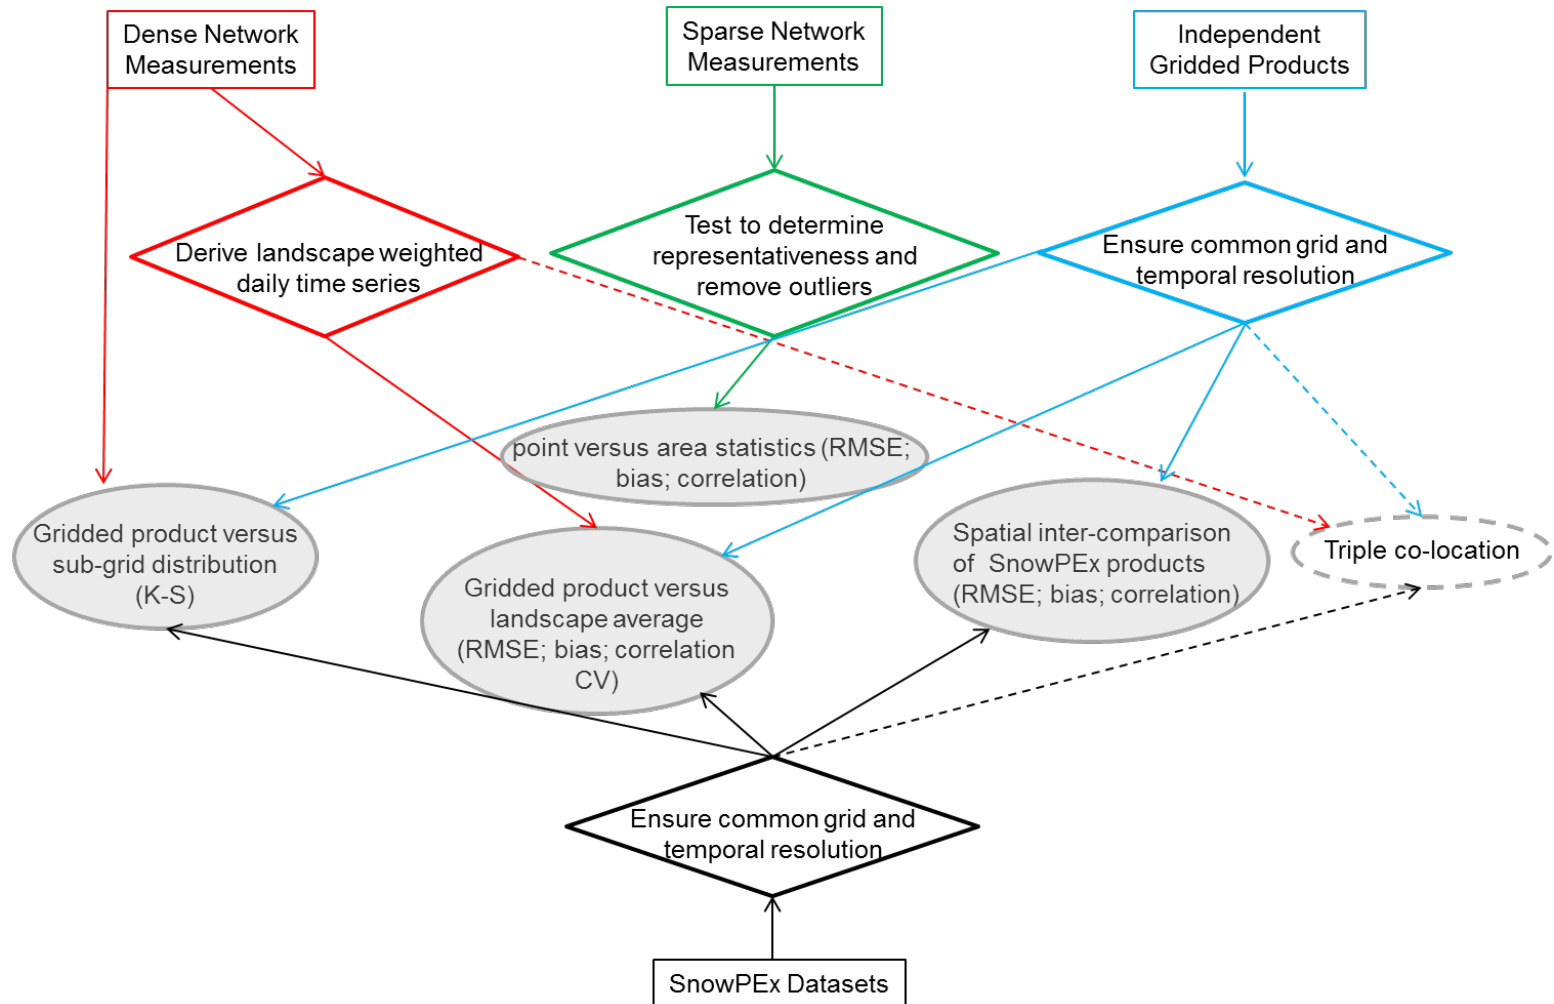 Dense Network
Measurements
Sparse Network
Measurements
Independent
Gridded Products
Derive landscape weighted
daily time series
Test to determine
representativeness and
remove outliers
Ensure common grid and
temporal resolution
point versus area statistics (RMSE;
bias; correlation)
Gridded product versus
sub-grid distribution
(K-S)
Gridded product versus
landscape average
(RMSE; bias; correlation
CV)
Spatial inter-comparison
of SnowPEx products
(RMSE; bias; correlation)
Triple co-location
Ensure common grid and
temporal resolution
SnowPEx Datasets